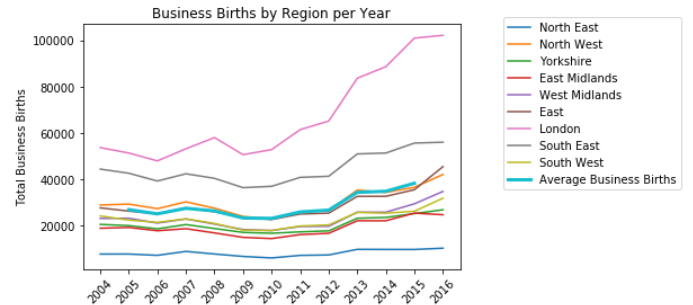 Business Births by Region per Year
Total Business Births
100000
80000
60000
40000
20000
2004
2005
2006
2007
2008
2009
2010
2011
2012
2013
2014
2015
2016
North East
North West
Yorkshire
East Midlands
West Midlands
East
London
South East
South West
Average Business Births